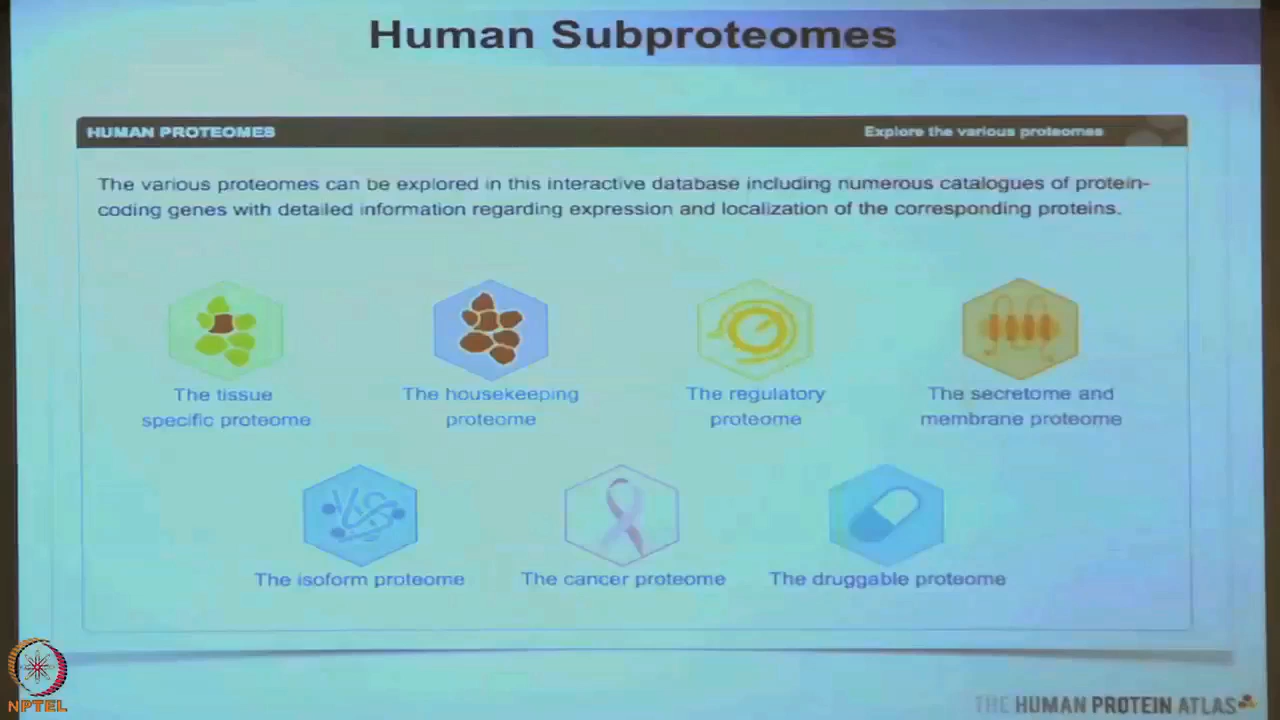 Human Subproteomes
HUMAN PROTEOMES
Explore the various proteomes
The various proteomes can be explored in this interactive database including numerous catalogues of protein-
coding genes with detailed information regarding expression and localization of the corresponding proteins.
The tissue
specific proteome
The housekeeping
proteome
The regulatory
proteome
The secretome and
membrane proteome
The isoform proteome
The cancer proteome
The druggable proteome
NPTEL
THE HUMAN PROTEIN ATLAS